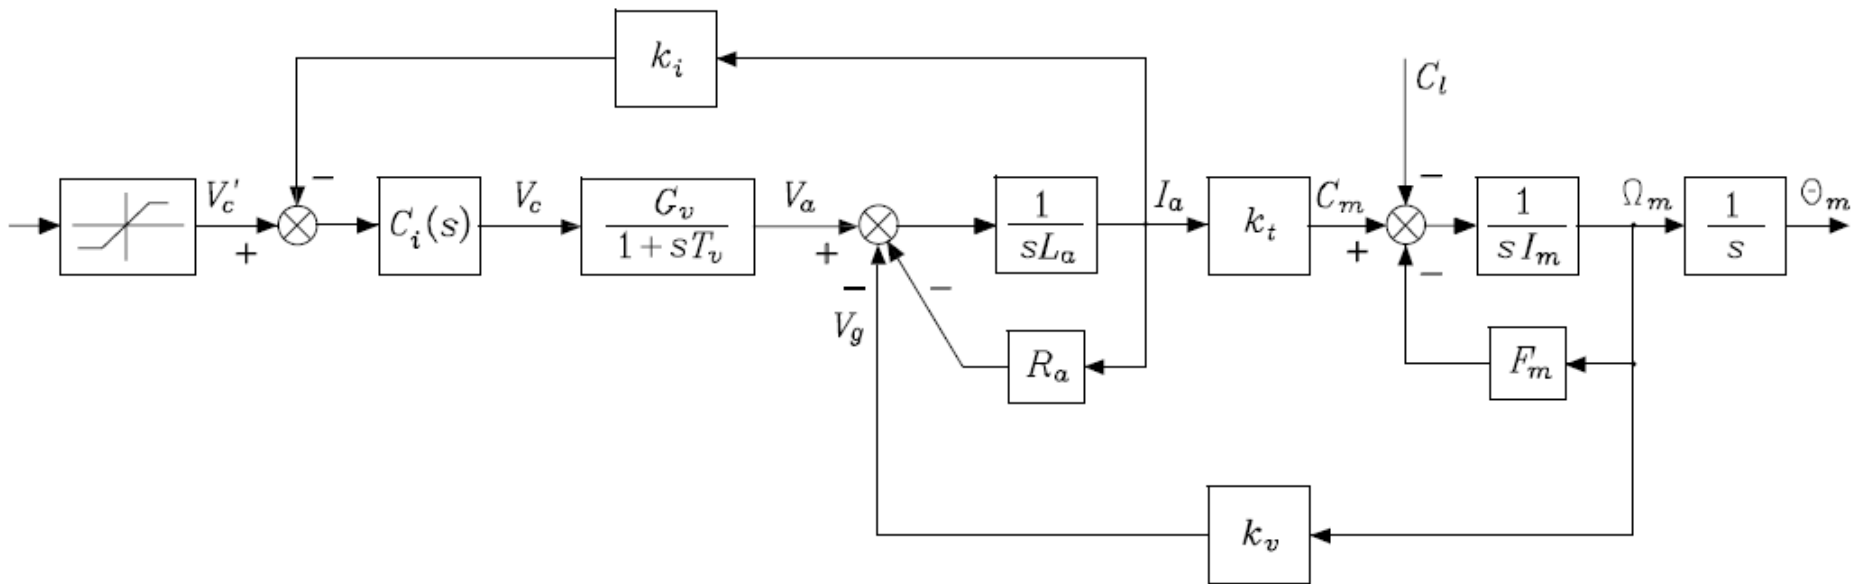 k_i
C_l
V_c'
−
C_i(s)
V_c
G_v
1 + sT_v
V_a
1
sL_a
I_a
k_t
C_m
−
1
sI_m
Ω_m
1
s
Θ_m
+
+
+
−
−
−
V_g
R_a
F_m
k_v